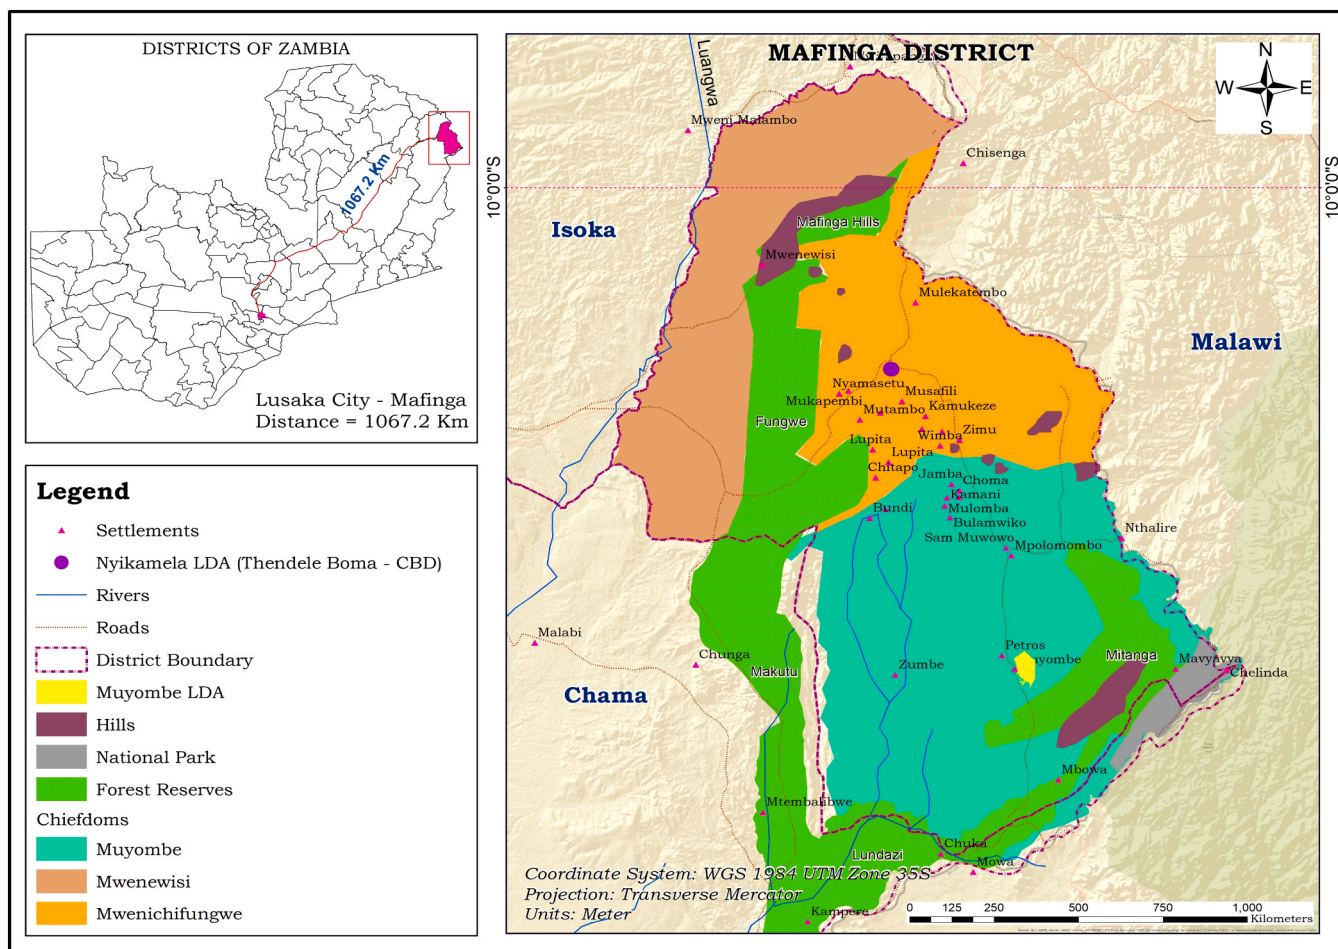 DISTRICTS OF ZAMBIA
1067.2 Km
Lusaka City - Mafinga
Distance = 1067.2 Km
Legend
Settlements
Nyikamela LDA (Thendele Boma - CBD)
Rivers
Roads
District Boundary
Muyombe LDA
Hills
National Park
Forest Reserves
Chiefdoms
Muyombe
Mwenewisi
Mwenichifungwe
MAFINGA DISTRICT
N
W
E
S
Luangwa
Mweni Malambo
Chisenga
10°0'0"S
10°0'0"S
Isoka
Mafinga Hills
Mwenewisi
Mulekatembo
Malawi
Nyamasetu
Mukapembi
Musafili
Mutambo
Kamukeze
Fungwe
Wimba
Zimu
Lupita
Lupita
Chitapo
Jamba
Choma
Kamani
Mulomba
Bundi
Bulamwiko
Nthalire
Sam Muwowo
Mpolomombo
Malabi
Chunga
Makutu
Zumbe
Petros
uyombe
Mitanga
Mavyavya
Chelinda
Chama
Mbowa
Mtembalibwe
Lundazi
Chuka
Mowa
Kampere
Coordinate System: WGS 1984 UTM Zone 35S
Projection: Transverse Mercator
Units: Meter
0 125 250 500 750 1,000
Kilometers